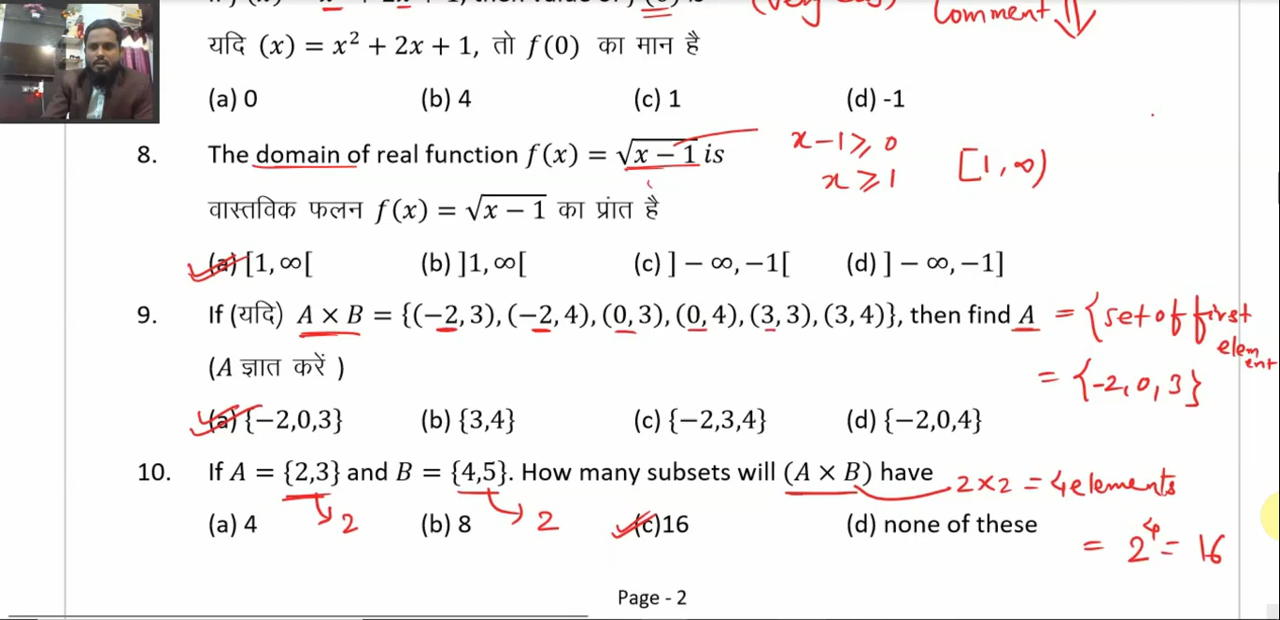 यदि (x) = x² + 2x + 1, तो f(0) का मान है
Comment
(a) 0 (b) 4 (c) 1 (d) -1
8. The domain of real function f(x) = √x − 1 is
x-1⩾0
x⩾1
[1,∞)
वास्तविक फलन f(x) = √x − 1 का प्रांत है
(a) [1,∞[ (b) ]1,∞[ (c) ] − ∞, −1[ (d) ] − ∞, −1]
9. If (यदि) A × B = {(−2, 3), (−2, 4), (0, 3), (0, 4), (3, 3), (3, 4)}, then find A = {set of first
element
(A ज्ञात करें )
= {-2,0,3}
(a) {−2,0,3} (b) {3,4} (c) {−2,3,4} (d) {−2,0,4}
10. If A = {2,3} and B = {4,5}. How many subsets will (A × B) have
2×2 = 4 elements
2 2
(a) 4 (b) 8 (c)16 (d) none of these
= 2⁴ = 16
Page - 2